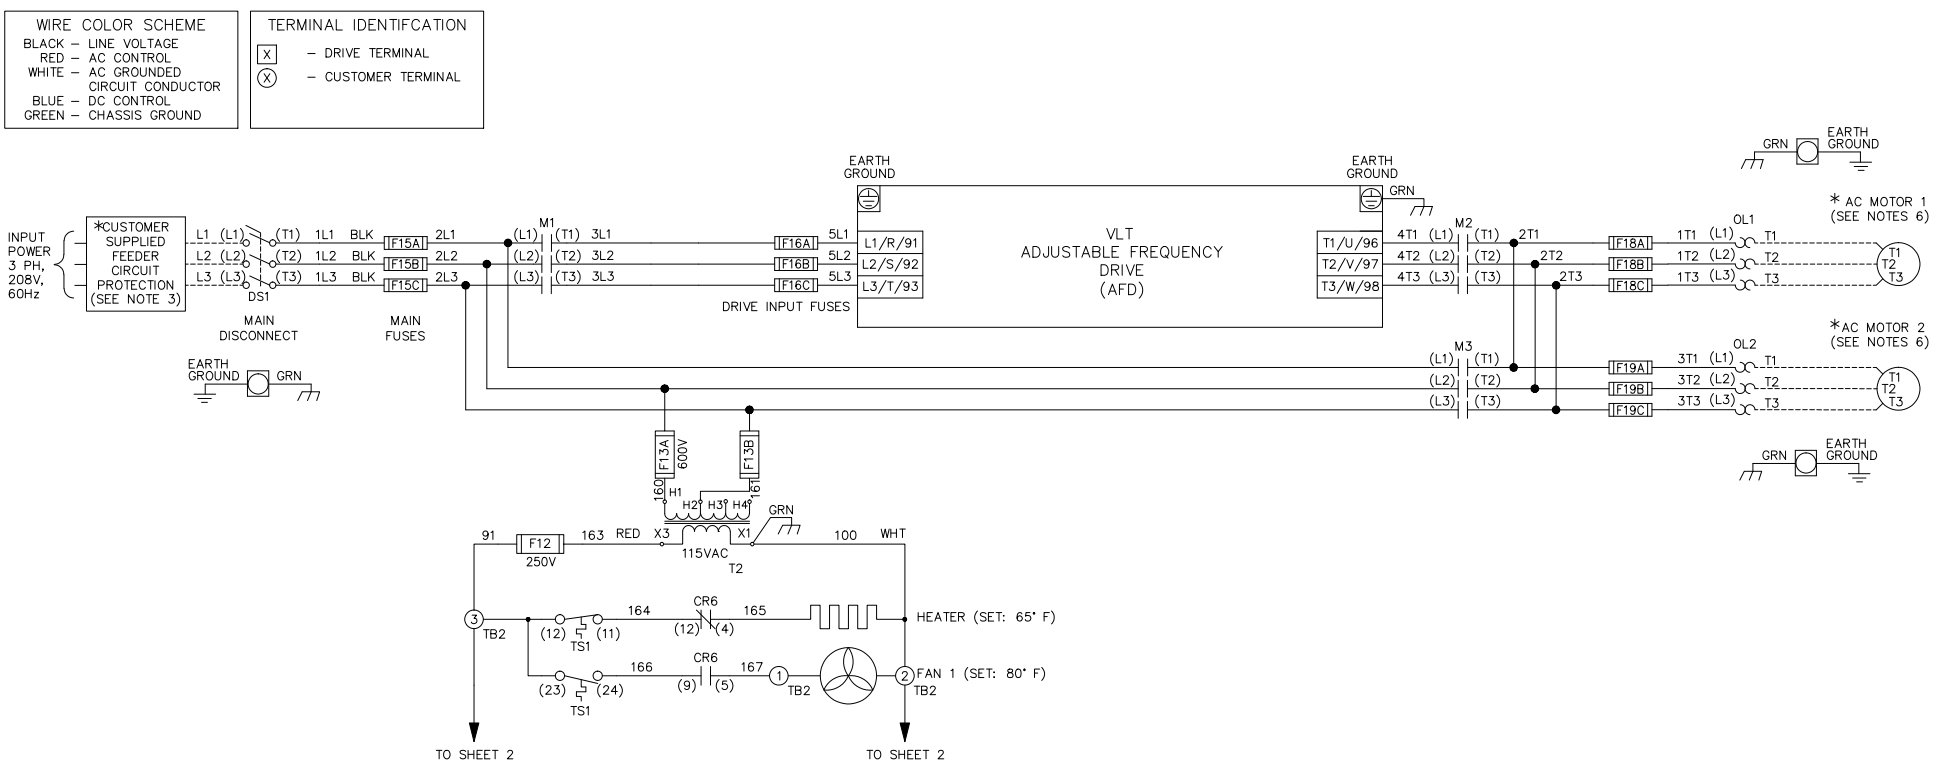 WIRE COLOR SCHEME
BLACK – LINE VOLTAGE
RED – AC CONTROL
WHITE – AC GROUNDED
CIRCUIT CONDUCTOR
BLUE – DC CONTROL
GREEN – CHASSIS GROUND
TERMINAL IDENTIFCATION
X – DRIVE TERMINAL
X – CUSTOMER TERMINAL
INPUT
POWER
3 PH,
208V,
60Hz
*CUSTOMER
SUPPLIED
FEEDER
CIRCUIT
PROTECTION
(SEE NOTE 3)
L1 (L1) (T1) 1L1 BLK F15A 2L1
L2 (L2) (T2) 1L2 BLK F15B 2L2
L3 (L3) (T3) 1L3 BLK F15C 2L3
DS1
MAIN
DISCONNECT
MAIN
FUSES
EARTH
GROUND
GRN
M1
(L1) (T1) 3L1 F16A 5L1
(L2) (T2) 3L2 F16B 5L2
(L3) (T3) 3L3 F16C 5L3
DRIVE INPUT FUSES
EARTH
GROUND
L1/R/91
L2/S/92
L3/T/93
VLT
ADJUSTABLE FREQUENCY
DRIVE
(AFD)
EARTH
GROUND
GRN
T1/U/96
T2/V/97
T3/W/98
M2
4T1 (L1) (T1) 2T1 F18A 1T1 (L1) T1
4T2 (L2) (T2) 2T2 F18B 1T2 (L2) T2
4T3 (L3) (T3) 2T3 F18C 1T3 (L3) T3
OL1
GRN
EARTH
GROUND
* AC MOTOR 1
(SEE NOTES 6)
T1
T2
T3
M3
(L1) (T1) F19A 3T1 (L1) T1
(L2) (T2) F19B 3T2 (L2) T2
(L3) (T3) F19C 3T3 (L3) T3
OL2
*AC MOTOR 2
(SEE NOTES 6)
T1
T2
T3
GRN
EARTH
GROUND
F13A
600V
F13B
160
161
H1
H2 H3 H4
GRN
91 F12 163 RED X3 X1 100 WHT
250V
115VAC
T2
3
TB2
(12) (11) 164 CR6 (12) (4) 165
TS1
HEATER (SET: 65° F)
(23) (24) 166 CR6 (9) (5) 167 1
TS1
TB2
2
TB2
FAN 1 (SET: 80° F)
TO SHEET 2
TO SHEET 2